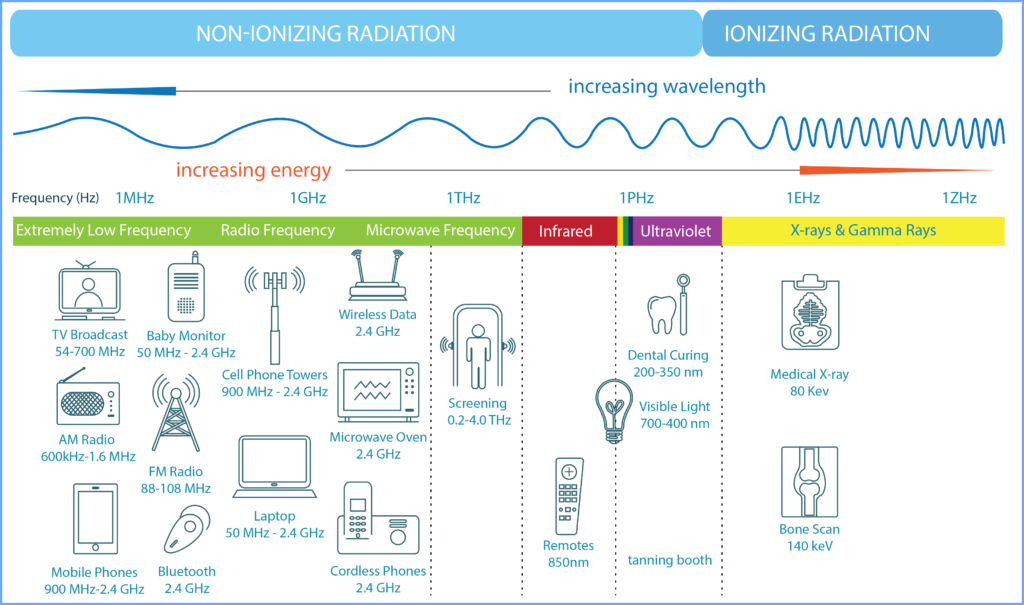 NON-IONIZING RADIATION
IONIZING RADIATION
increasing wavelength
increasing energy
Frequency (Hz)
1MHz
1GHz
1THz
1PHz
1EHz
1ZHz
Extremely Low Frequency
Radio Frequency
Microwave Frequency
Infrared
Ultraviolet
X-rays & Gamma Rays
TV Broadcast
54-700 MHz
Baby Monitor
50 MHz - 2.4 GHz
Cell Phone Towers
900 MHz - 2.4 GHz
Wireless Data
2.4 GHz
Screening
0.2-4.0 THz
Dental Curing
200-350 nm
Medical X-ray
80 Kev
AM Radio
600kHz-1.6 MHz
FM Radio
88-108 MHz
Microwave Oven
2.4 GHz
Visible Light
700-400 nm
Laptop
50 MHz - 2.4 GHz
Mobile Phones
900 MHz-2.4 GHz
Bluetooth
2.4 GHz
Cordless Phones
2.4 GHz
Remotes
850nm
tanning booth
Bone Scan
140 keV